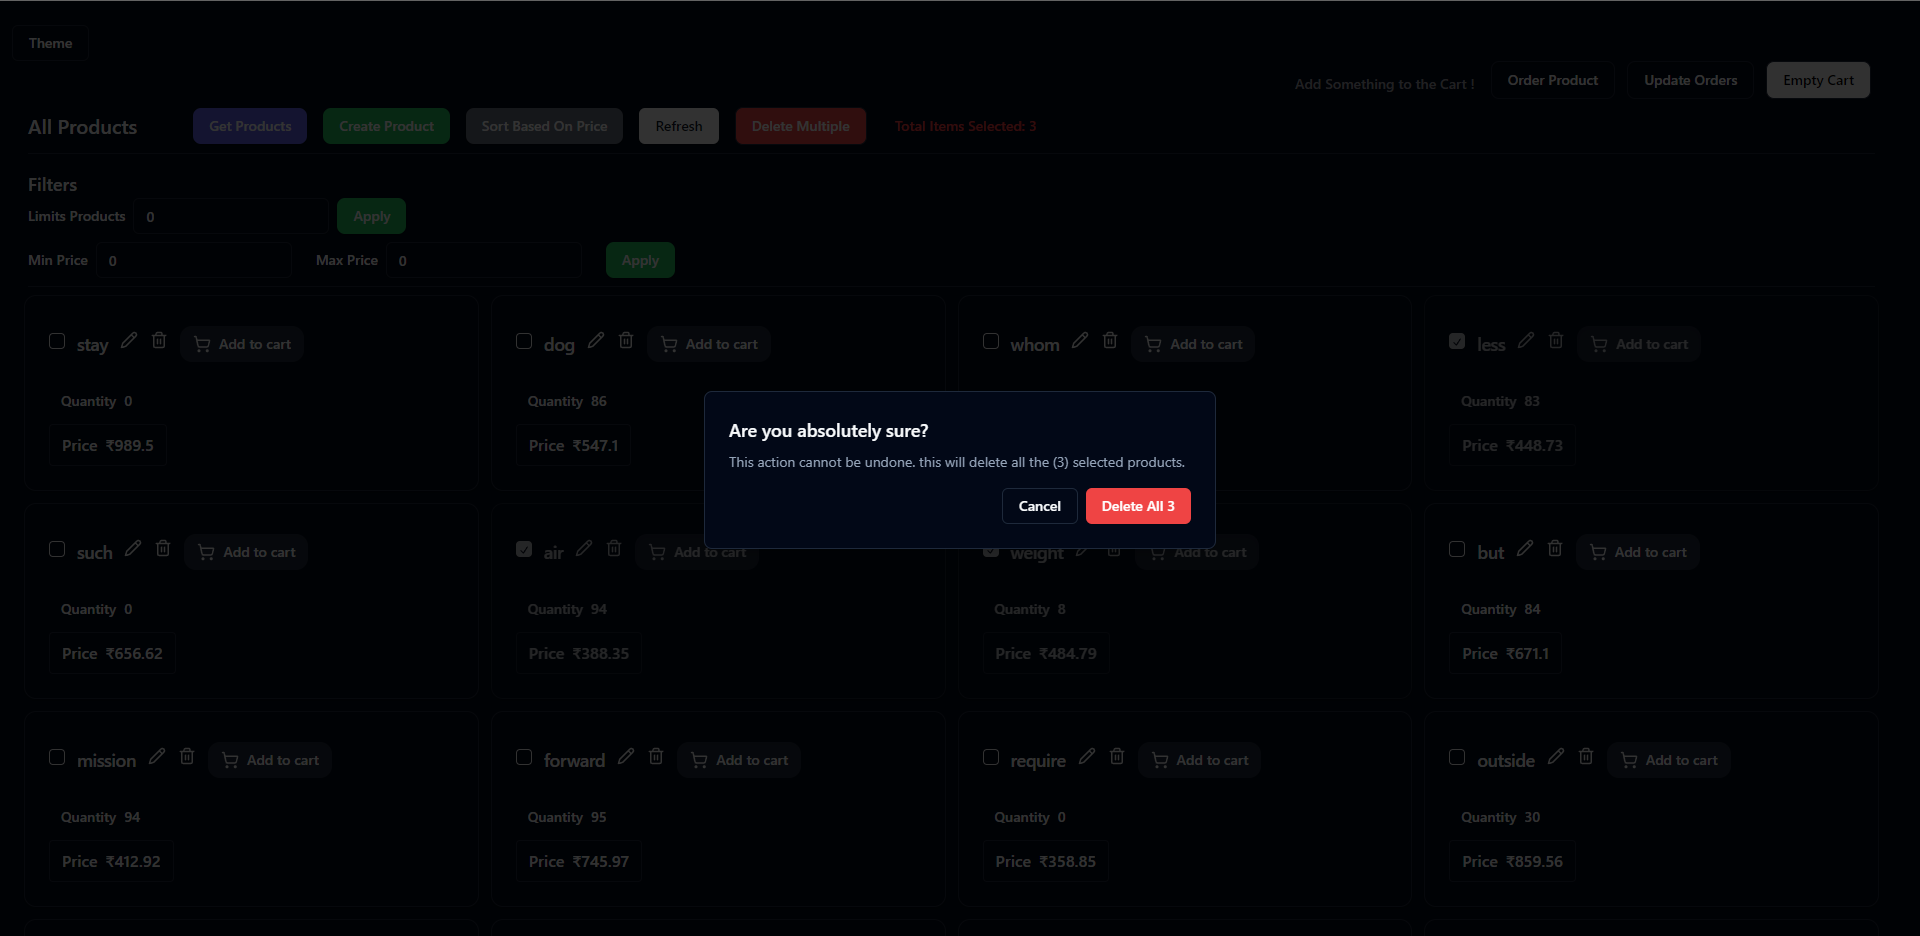 Theme
Add Something to the Cart ! Order Product Update Orders Empty Cart
All Products Get Products Create Product Sort Based On Price Refresh Delete Multiple Total Items Selected: 3
Filters
Limits Products 0 Apply
Min Price 0 Max Price 0 Apply
stay Add to cart dog Add to cart whom Add to cart less Add to cart
Quantity 0 Quantity 86 Quantity 83
Price ₹989.5 Price ₹547.1 Price ₹448.73
Are you absolutely sure?
This action cannot be undone. this will delete all the (3) selected products.
Cancel Delete All 3
such Add to cart air Add to cart weight Add to cart but Add to cart
Quantity 0 Quantity 94 Quantity 8 Quantity 84
Price ₹656.62 Price ₹388.35 Price ₹484.79 Price ₹671.1
mission Add to cart forward Add to cart require Add to cart outside Add to cart
Quantity 94 Quantity 95 Quantity 0 Quantity 30
Price ₹412.92 Price ₹745.97 Price ₹358.85 Price ₹859.56